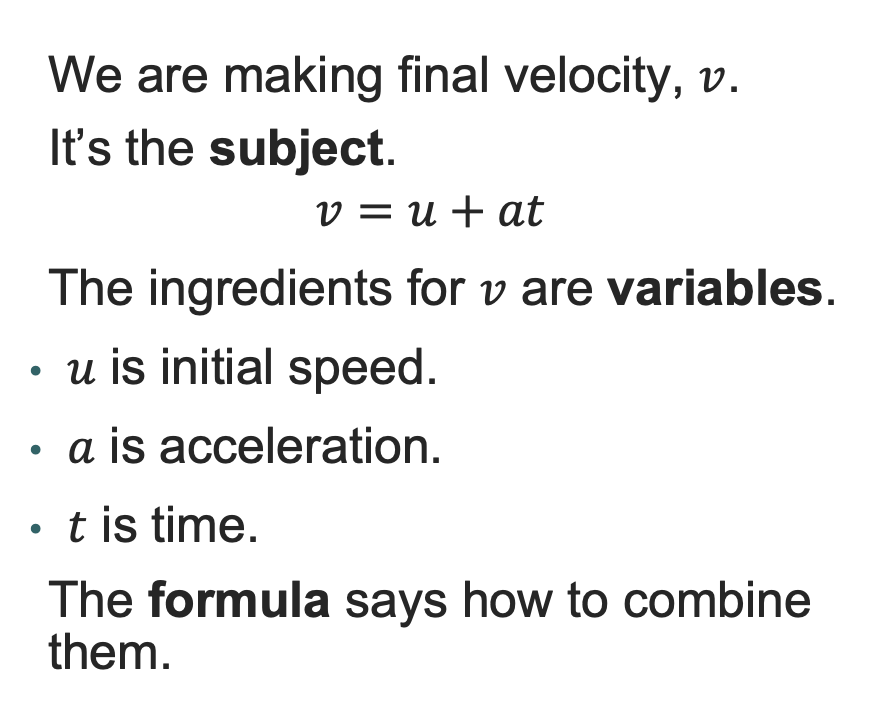 We are making final velocity, 𝑣.
It’s the subject.
𝑣 = 𝑢 + 𝑎𝑡
The ingredients for 𝑣 are variables.
• 𝑢 is initial speed.
• 𝑎 is acceleration.
• 𝑡 is time.
The formula says how to combine
them.